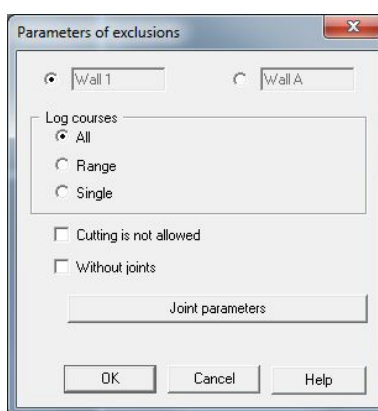 Parameters of exclusions
Wall 1
Wall A
Log courses
All
Range
Single
Cutting is not allowed
Without joints
Joint parameters
OK Cancel Help